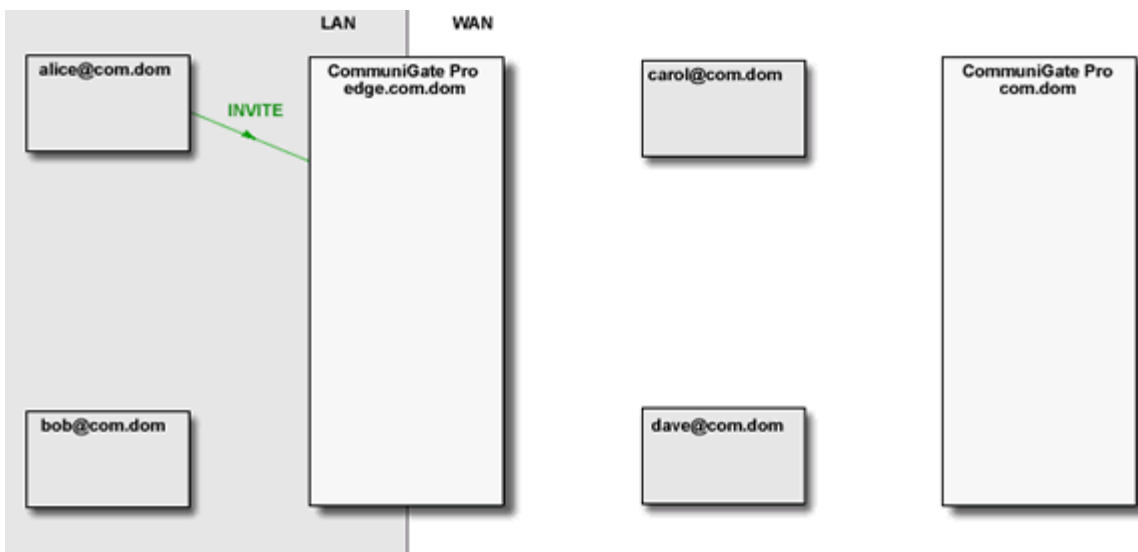 LAN
WAN
alice@com.dom
INVITE
CommuniGate Pro
edge.com.dom
carol@com.dom
CommuniGate Pro
com.dom
bob@com.dom
dave@com.dom